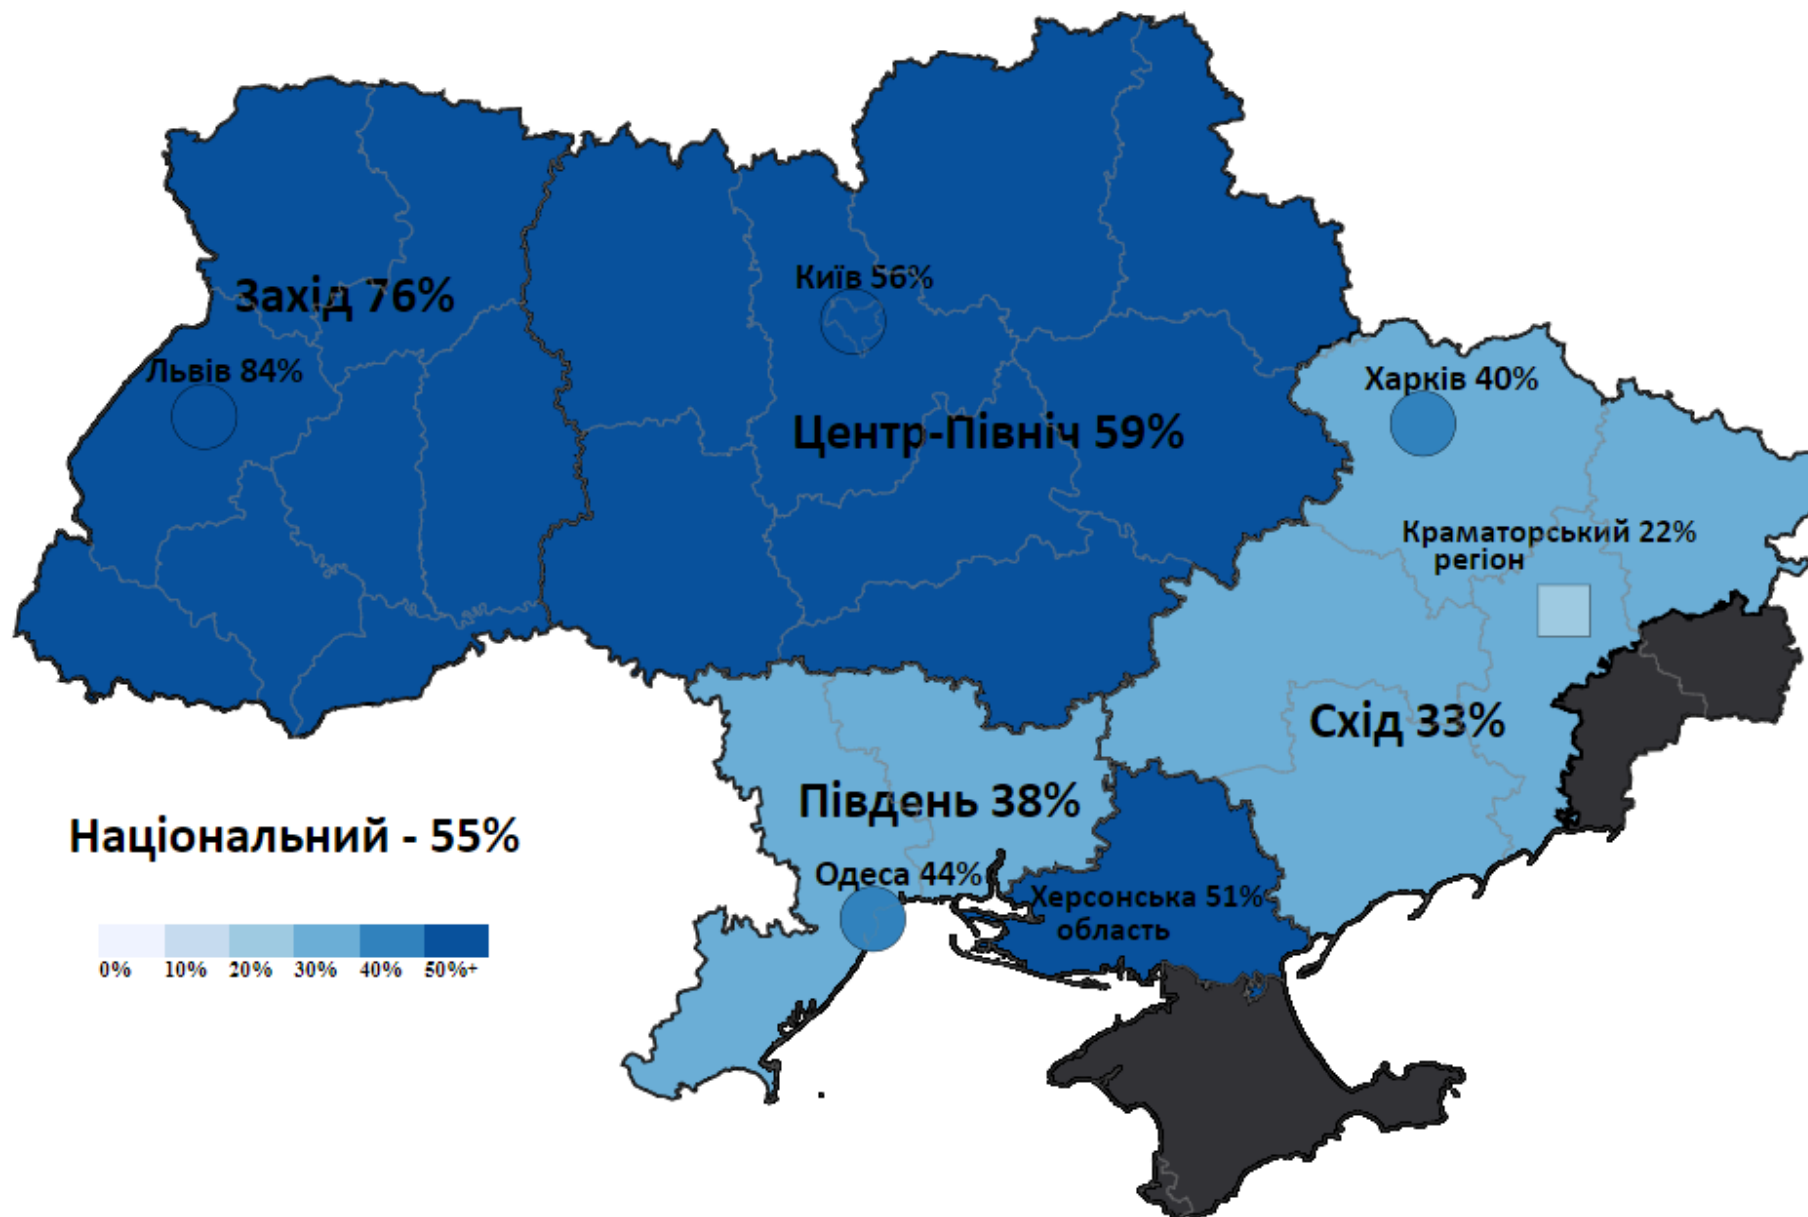 Захід 76%
Київ 56%
Львів 84%
Харків 40%
Центр-Північ 59%
Краматорський 22%
регіон
Схід 33%
Південь 38%
Національний - 55%
Одеса 44%
Херсонська 51%
область
0% 10% 20% 30% 40% 50%+